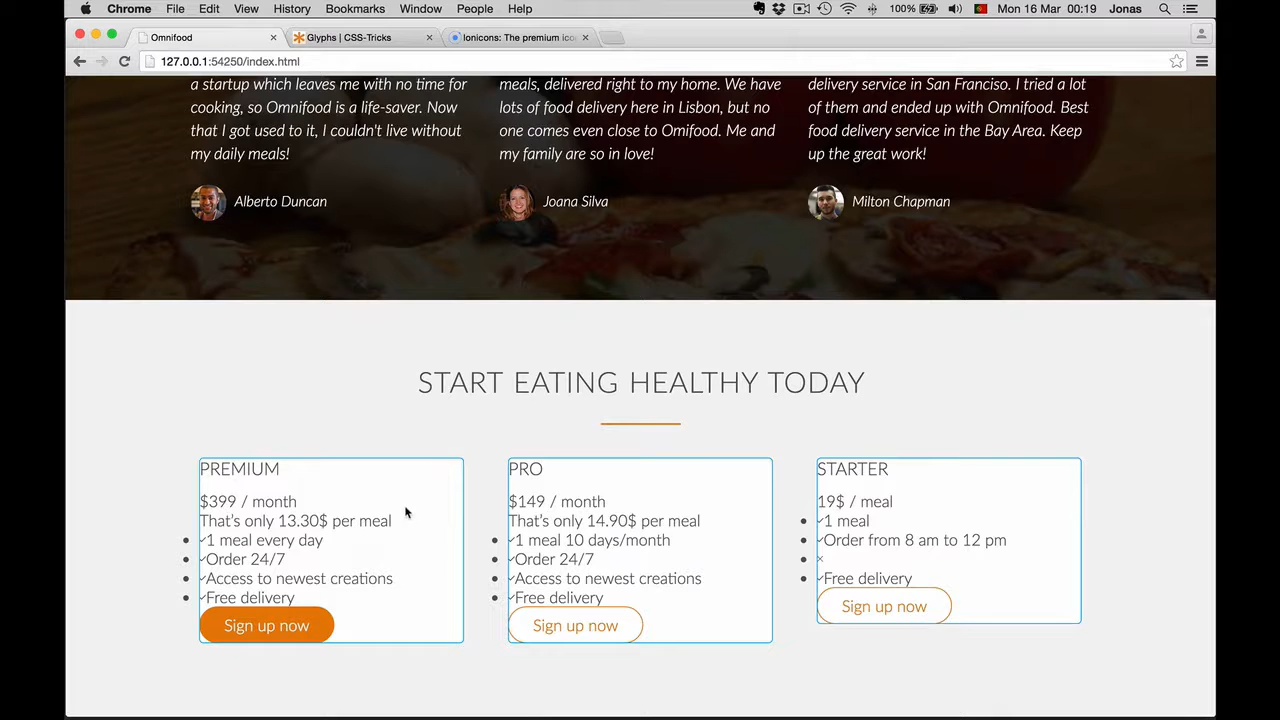 Chrome File Edit View History Bookmarks Window People Help 100% Mon 16 Mar 00:19 Jonas
Omnifood Glyphs | CSS-Tricks Ionicons: The premium ico
127.0.0.1:54250/index.html
a startup which leaves me with no time for
cooking, so Omnifood is a life-saver. Now
that I got used to it, I couldn't live without
my daily meals!
Alberto Duncan
meals, delivered right to my home. We have
lots of food delivery here in Lisbon, but no
one comes even close to Omifood. Me and
my family are so in love!
Joana Silva
delivery service in San Franciso. I tried a lot
of them and ended up with Omnifood. Best
food delivery service in the Bay Area. Keep
up the great work!
Milton Chapman
START EATING HEALTHY TODAY
PREMIUM
$399 / month
That's only 13.30$ per meal
1 meal every day
Order 24/7
Access to newest creations
Free delivery
Sign up now
PRO
$149 / month
That's only 14.90$ per meal
1 meal 10 days/month
Order 24/7
Access to newest creations
Free delivery
Sign up now
STARTER
19$ / meal
1 meal
Order from 8 am to 12 pm
Free delivery
Sign up now